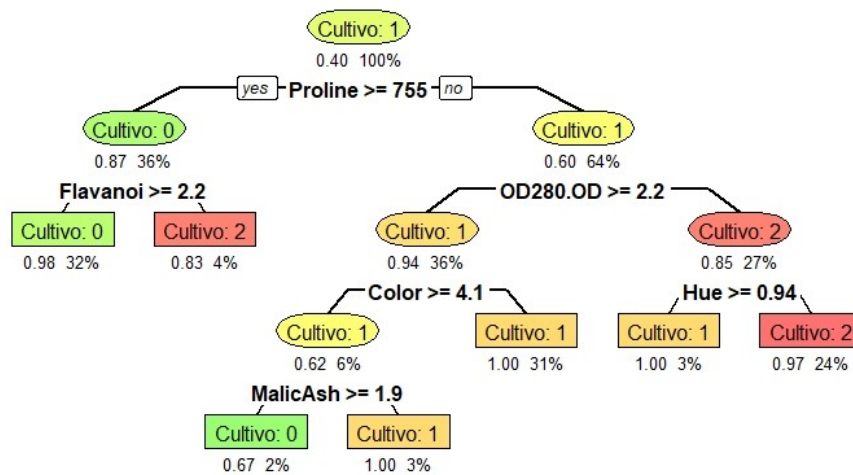 Cultivo: 1
0.40 100%
yes Proline >= 755 no
Cultivo: 0 Cultivo: 1
0.87 36% 0.60 64%
Flavanoi >= 2.2 OD280.OD >= 2.2
Cultivo: 0 Cultivo: 2 Cultivo: 1 Cultivo: 2
0.98 32% 0.83 4% 0.94 36% 0.85 27%
Color >= 4.1 Hue >= 0.94
Cultivo: 1 Cultivo: 1 Cultivo: 1 Cultivo: 2
0.62 6% 1.00 31% 1.00 3% 0.97 24%
MalicAsh >= 1.9
Cultivo: 0 Cultivo: 1
0.67 2% 1.00 3%